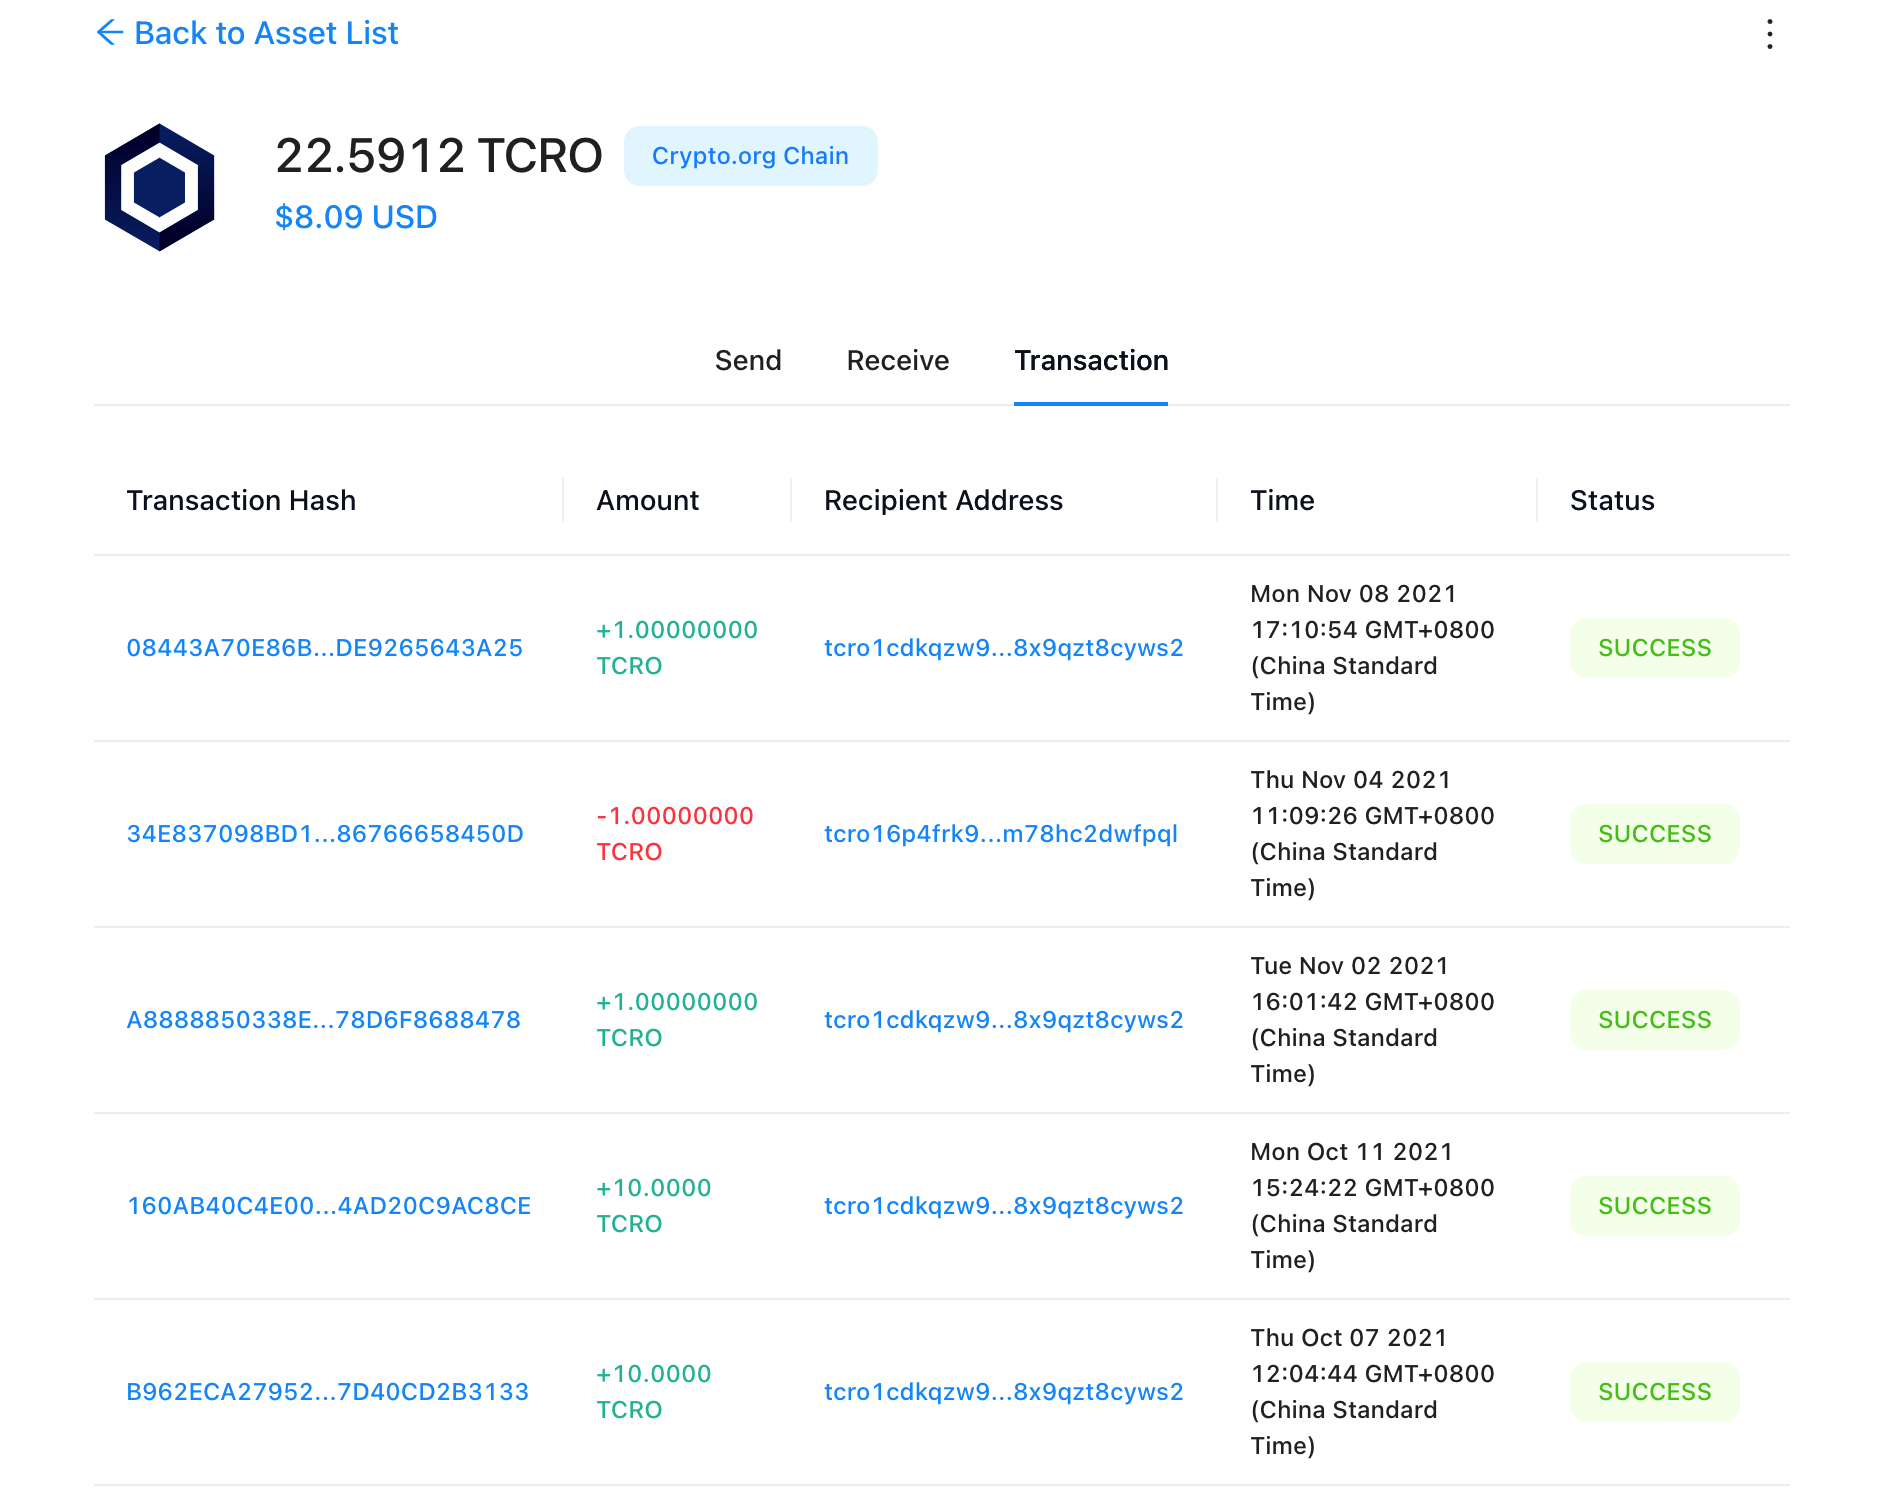 Back to Asset List
22.5912 TCRO
Crypto.org Chain
$8.09 USD
Send Receive Transaction
Transaction Hash Amount Recipient Address Time Status
08443A70E86B...DE9265643A25
+1.00000000
TCRO
tcro1cdkqzw9...8x9qzt8cyws2
Mon Nov 08 2021
17:10:54 GMT+0800
(China Standard
Time)
SUCCESS
34E837098BD1...86766658450D
-1.00000000
TCRO
tcro16p4frk9...m78hc2dwfpql
Thu Nov 04 2021
11:09:26 GMT+0800
(China Standard
Time)
SUCCESS
A8888850338E...78D6F8688478
+1.00000000
TCRO
tcro1cdkqzw9...8x9qzt8cyws2
Tue Nov 02 2021
16:01:42 GMT+0800
(China Standard
Time)
SUCCESS
160AB40C4E00...4AD20C9AC8CE
+10.0000
TCRO
tcro1cdkqzw9...8x9qzt8cyws2
Mon Oct 11 2021
15:24:22 GMT+0800
(China Standard
Time)
SUCCESS
B962ECA27952...7D40CD2B3133
+10.0000
TCRO
tcro1cdkqzw9...8x9qzt8cyws2
Thu Oct 07 2021
12:04:44 GMT+0800
(China Standard
Time)
SUCCESS